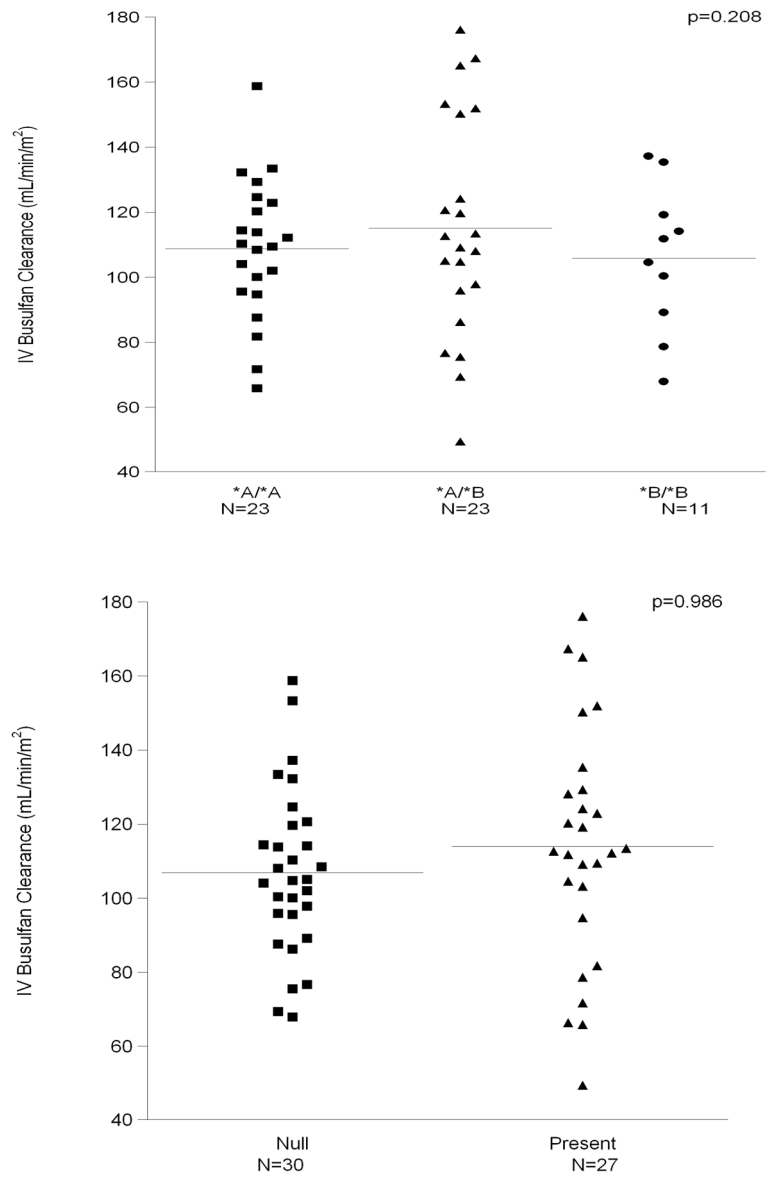 p=0.208
IV Busulfan Clearance (mL/min/m²)
180
160
140
120
100
80
60
40
*A/*A
*A/*B
*B/*B
N=23
N=23
N=11
p=0.986
IV Busulfan Clearance (mL/min/m²)
180
160
140
120
100
80
60
40
Null
Present
N=30
N=27